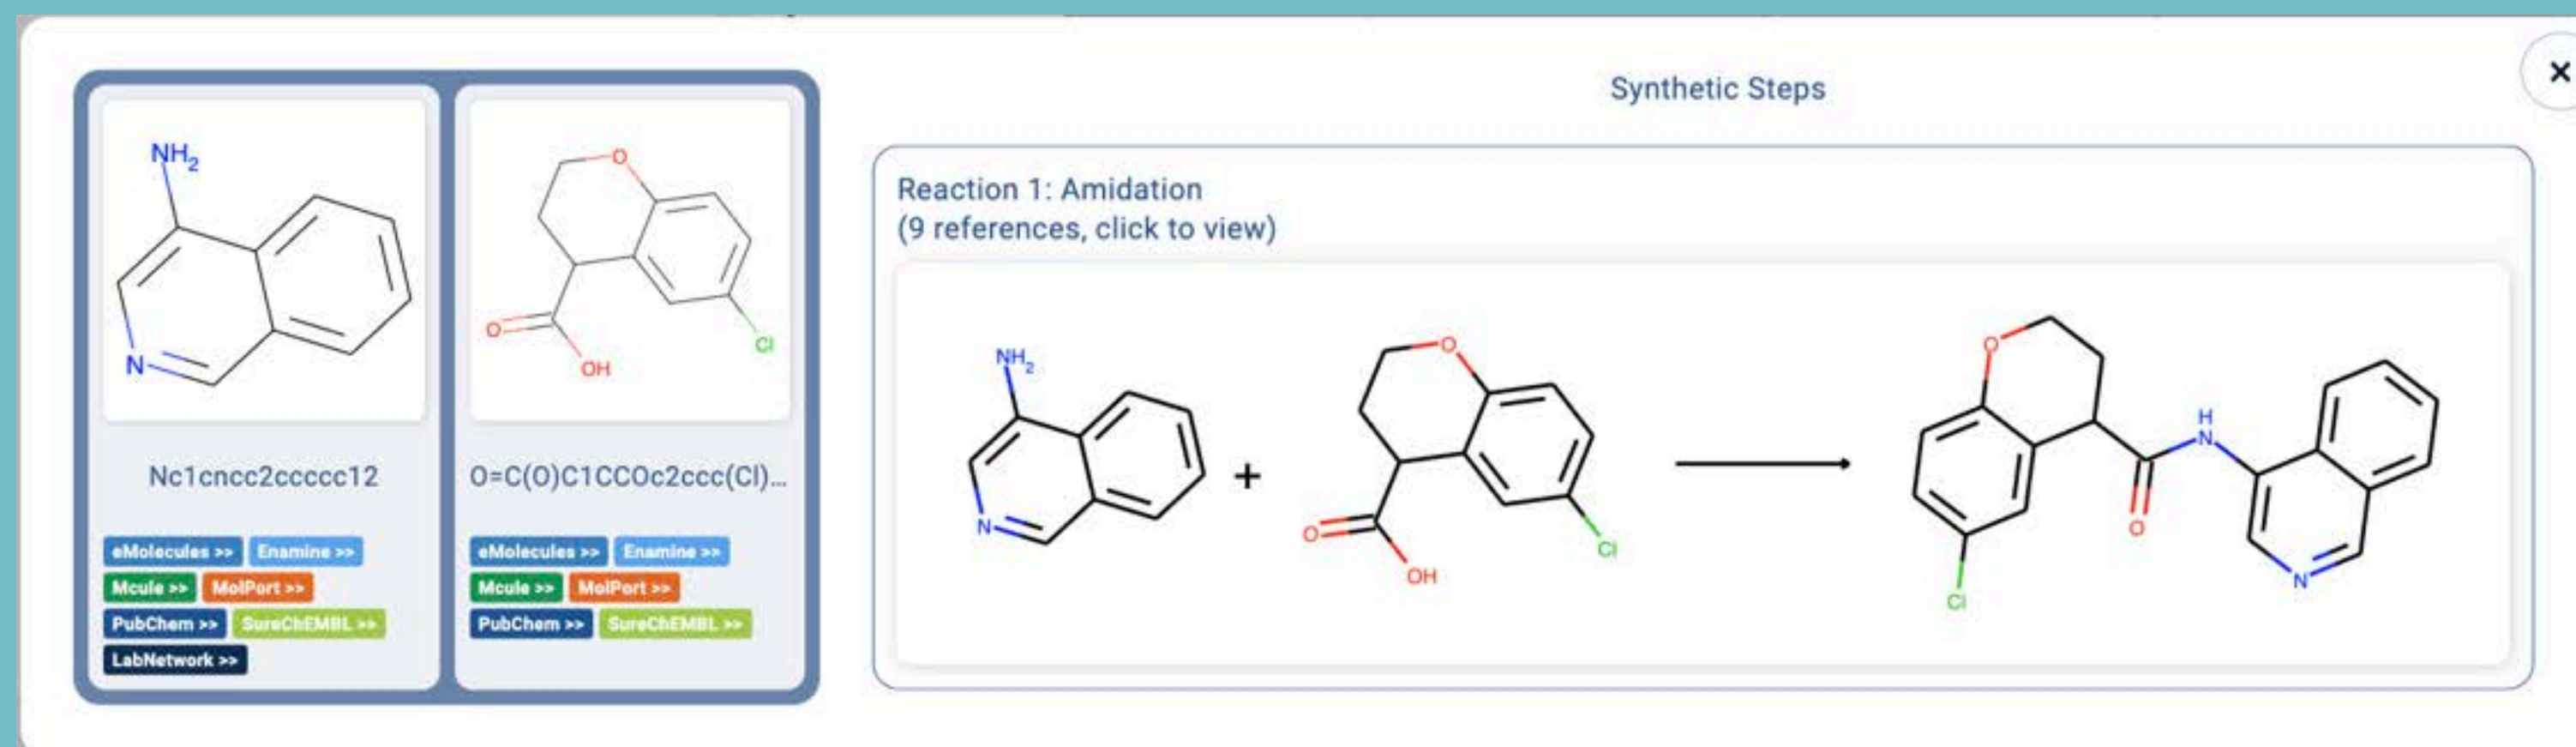 Synthetic Steps
×
NH2
N
Nc1cncc2ccccc12
eMolecules >> Enamine >>
Mcule >> MolPort >>
PubChem >> SureChEMBL >>
LabNetwork >>
O
O
OH
Cl
O=C(O)C1CCOc2ccc(Cl)...
eMolecules >> Enamine >>
Mcule >> MolPort >>
PubChem >> SureChEMBL >>
Reaction 1: Amidation
(9 references, click to view)
NH2
N
+
O
O
OH
Cl
O
H
N
O
N
Cl